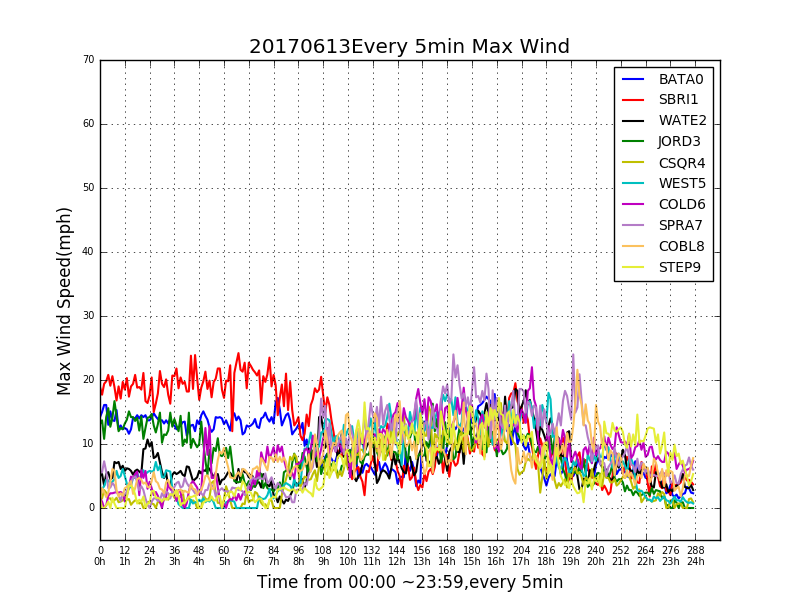 20170613Every 5min Max Wind
70
60
50
40
30
20
10
0
Max Wind Speed(mph)
BATA0
SBRI1
WATE2
JORD3
CSQR4
WEST5
COLD6
SPRA7
COBL8
STEP9
0 12 24 36 48 60 72 84 96 108 120 132 144 156 168 180 192 204 216 228 240 252 264 276 288
0h 1h 2h 3h 4h 5h 6h 7h 8h 9h 10h 11h 12h 13h 14h 15h 16h 17h 18h 19h 20h 21h 22h 23h 24h
Time from 00:00 ~23:59,every 5min